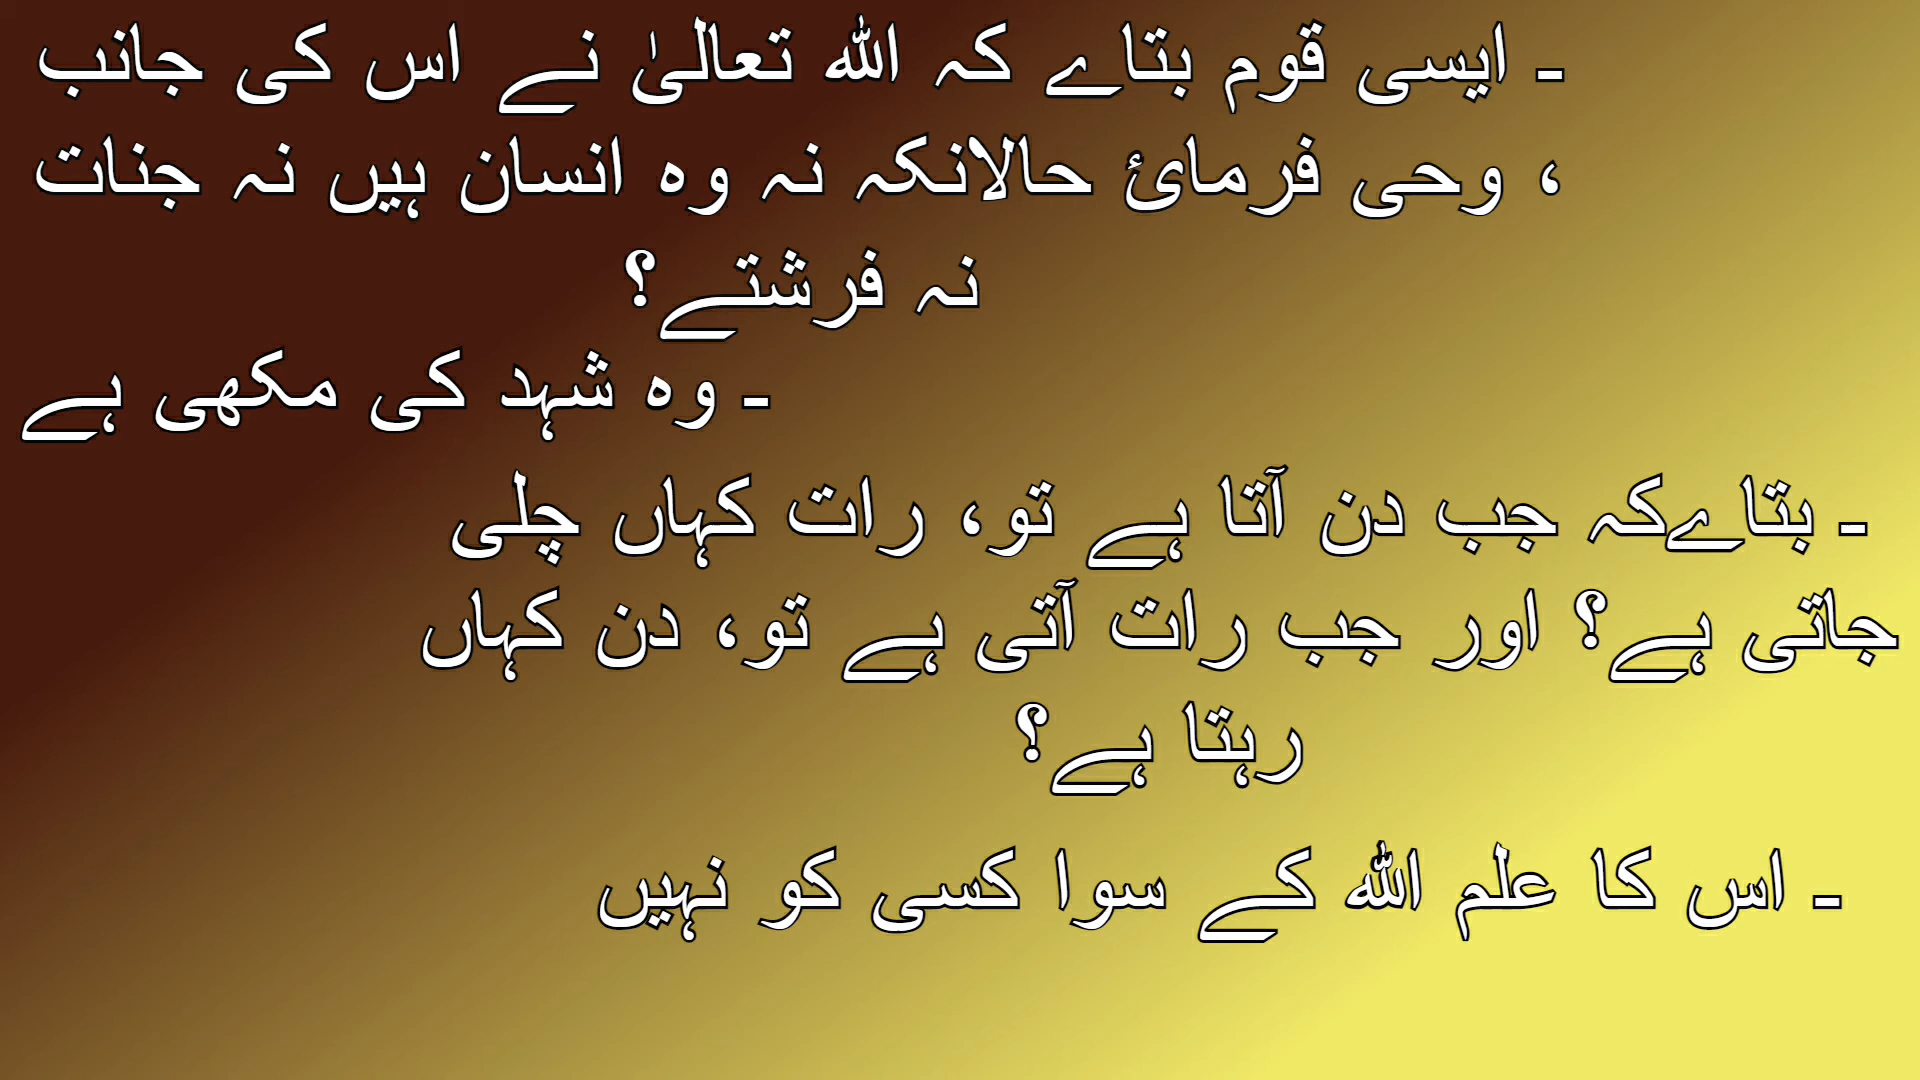 ۔ ایسی قوم بتاے کہ اللہ تعالیٰ نے اس کی جانب
، وحی فرمائ حالانکہ نہ وہ انسان ہیں نہ جنات
نہ فرشتے؟
۔ وہ شہد کی مکھی ہے
۔ بتاےکہ جب دن آتا ہے تو، رات کہاں چلی
جاتی ہے؟ اور جب رات آتی ہے تو، دن کہاں
رہتا ہے؟
۔ اس کا علم اللہ کے سوا کسی کو نہیں